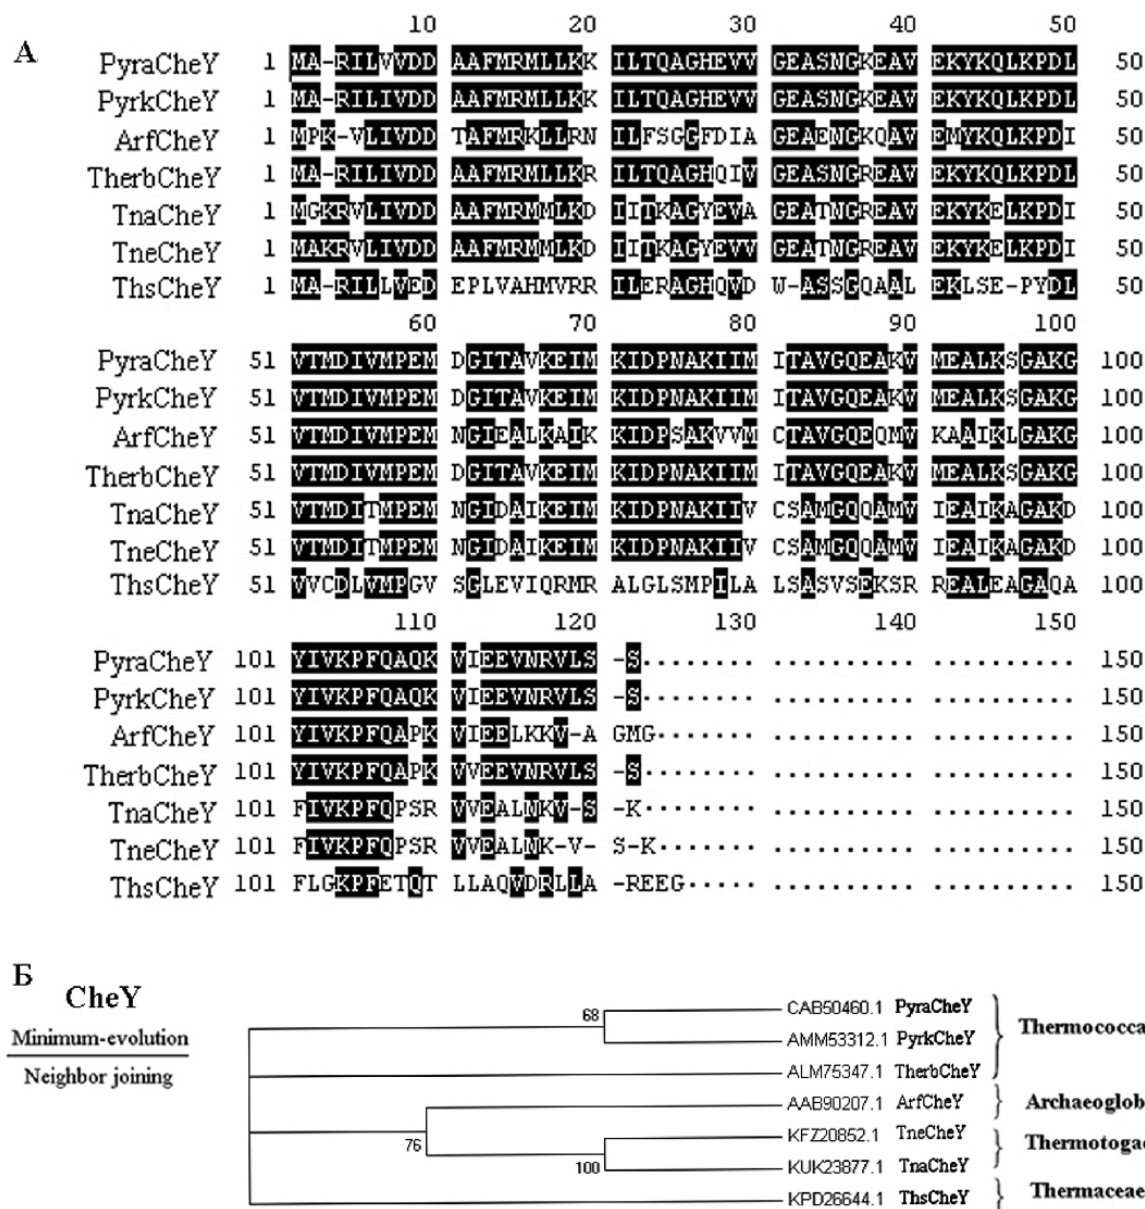 А
10 20 30 40 50
PyraCheY 1 MA-RILVVDD AAFMRMLLKK ILTQAGHEVV GEASNGKEAV EKYKQLKPDL 50
PyrkCheY 1 MA-RILIVDD AAFMRMLLKK ILTQAGHEVV GEASNGKEAV EKYKQLKPDL 50
ArfCheY 1 MPK-VLIVDD TAFMRKLLRN ILFSGGFDIA GEAENGKQAV EMYKQLKPDI 50
TherbCheY 1 MA-RILIVDD AAFMRMLLKR ILTQAGHQIV GEASNGREAV EKYKQLKPDL 50
TnaCheY 1 MGKRVLIVDD AAFMRMMLKD IITKAGYEVA GEATNGREAV EKYKELKPDI 50
TneCheY 1 MAKRVLIVDD AAFMRMMLKD IITKAGYEVV GEATNGREAV EKYKELKPDI 50
ThsCheY 1 MA-RILLVED EPLVAHMVRR ILERAGHQVD W-ASSGQAAL EKLSE-PYDL 50
60 70 80 90 100
PyraCheY 51 VTMDIVMPEM DGITAVKEIM KIDPNAKIIM ITAVGQEAKV MEALKSGAKG 100
PyrkCheY 51 VTMDIVMPEM DGITAVKEIM KIDPNAKIIM ITAVGQEAKV MEALKSGAKG 100
ArfCheY 51 VTMDIVMPEM NGIEALKAIK KIDPSAKVVM CTAVGQEQMV KAAIKLGAKG 100
TherbCheY 51 VTMDIVMPEM DGITAVKEIM KIDPNAKIIM ITAVGQEAKV MEALKSGAKG 100
TnaCheY 51 VTMDITMPEM NGIDAIKEIM KIDPNAKIIV CSAMGQQAMV IEAIKAGAKD 100
TneCheY 51 VTMDITMPEM NGIDAIKEIM KIDPNAKIIV CSAMGQQAMV IEAIKAGAKD 100
ThsCheY 51 VVCDLVMPGV SGLEVIQRMR ALGLSMPILA LSASVSEKSR REALEAGAQA 100
110 120 130 140 150
PyraCheY 101 YIVKPFQAQK VIEEVNRVLS -S········ ·········· ·········· 150
PyrkCheY 101 YIVKPFQAQK VIEEVNRVLS -S········ ·········· ·········· 150
ArfCheY 101 YIVKPFQAPK VIEELKKV-A GMG······· ·········· ·········· 150
TherbCheY 101 YIVKPFQAPK VVEEVNRVLS -S········ ·········· ·········· 150
TnaCheY 101 FIVKPFQPSR VVEALNKV-S -K········ ·········· ·········· 150
TneCheY 101 FIVKPFQPSR VVEALNK-V- S-K······· ·········· ·········· 150
ThsCheY 101 FLGKPFETQT LLAQVDRLLA -REEG····· ·········· ·········· 150
Б
CheY
Minimum-evolution
Neighbor joining
68 CAB50460.1 PyraCheY
AMM53312.1 PyrkCheY
Thermococca
ALM75347.1 TherbCheY
AAB90207.1 ArfCheY Archaeoglob
76 KFZ20852.1 TneCheY
Thermotogae
100 KUK23877.1 TnaCheY
KPD26644.1 ThsCheY Thermaceae